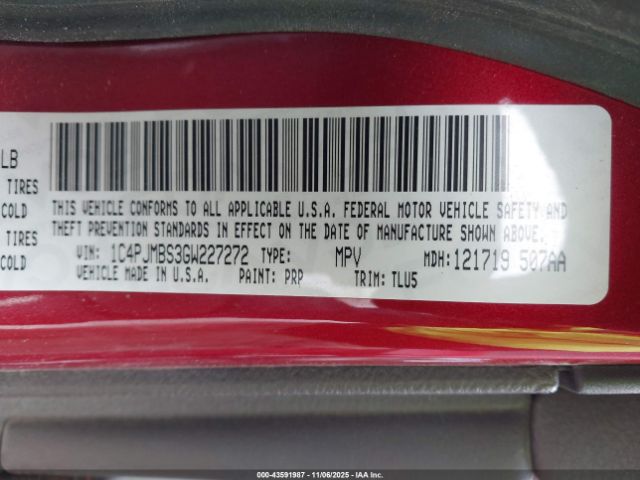 LB
TIRES
COLD
THIS VEHICLE CONFORMS TO ALL APPLICABLE U.S.A. FEDERAL MOTOR VEHICLE SAFETY AND
TIRES
THEFT PREVENTION STANDARDS IN EFFECT ON THE DATE OF MANUFACTURE SHOWN ABOVE.
COLD
VIN: 1C4PJMBS3GW227272 TYPE: MPV MDH: 121719 507AA
VEHICLE MADE IN U.S.A. PAINT: PRP TRIM: TLU5
000-43591987 - 11/06/2025 - IAA Inc.